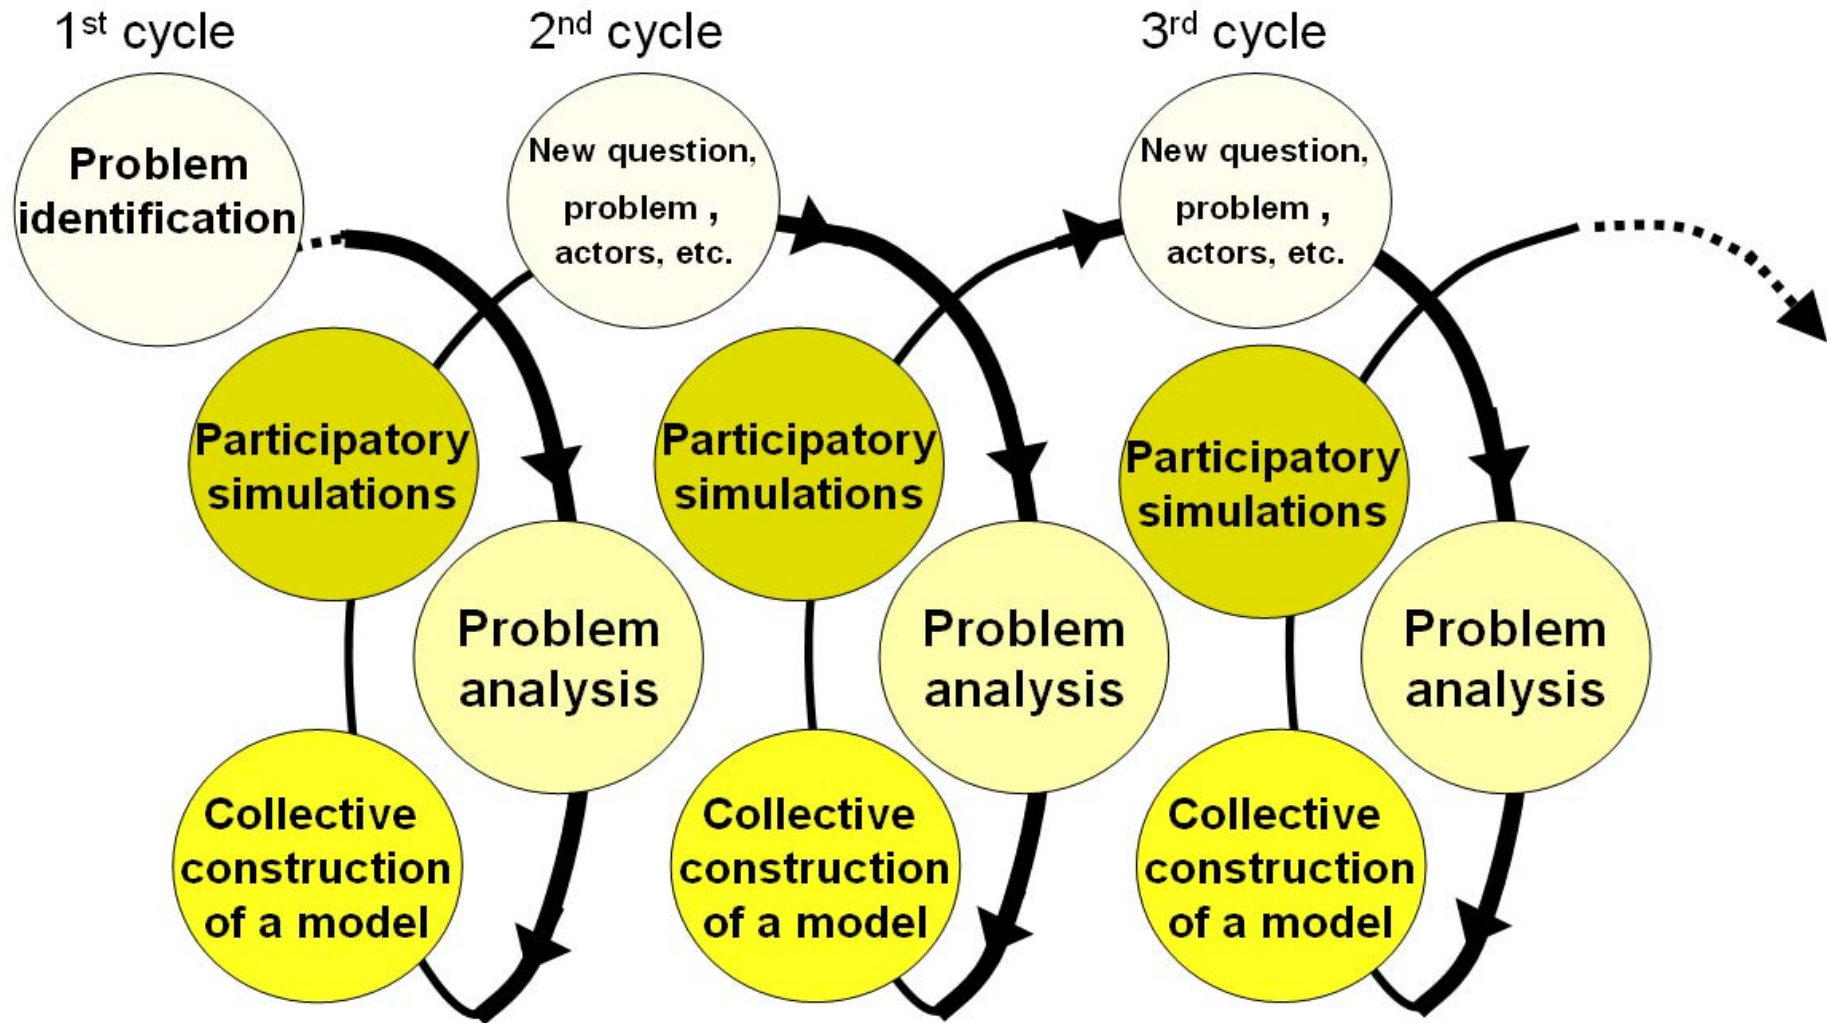 1st cycle
2nd cycle
3rd cycle
Problem
identification
New question,
problem ,
actors, etc.
New question,
problem ,
actors, etc.
Participatory
simulations
Participatory
simulations
Participatory
simulations
Problem
analysis
Problem
analysis
Problem
analysis
Collective
construction
of a model
Collective
construction
of a model
Collective
construction
of a model